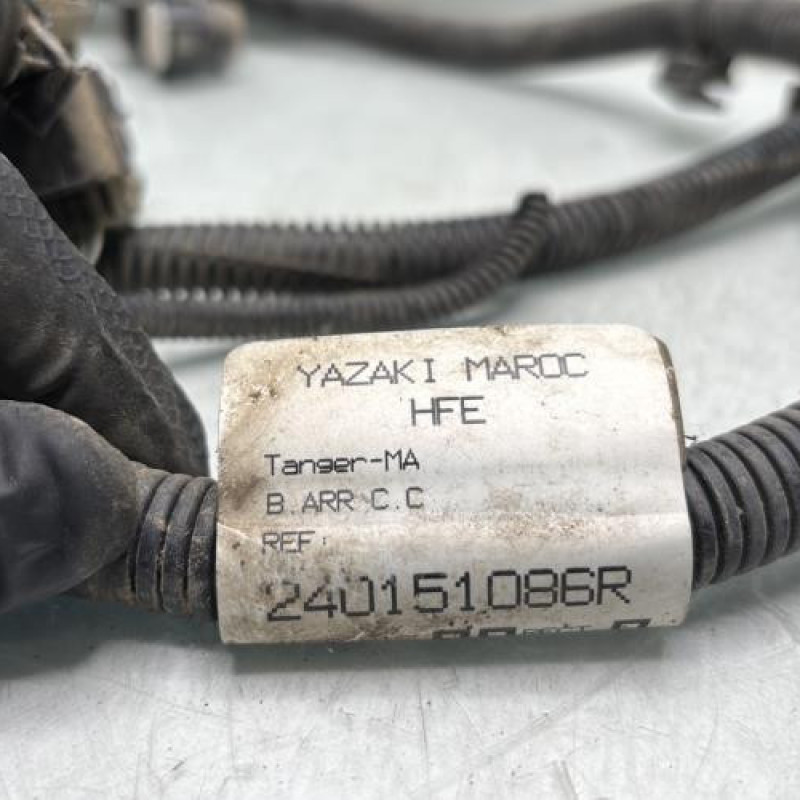 YAZAKI MAROC
HFE
Tanger-MA
B.ARR C.C
REF:
240151086R